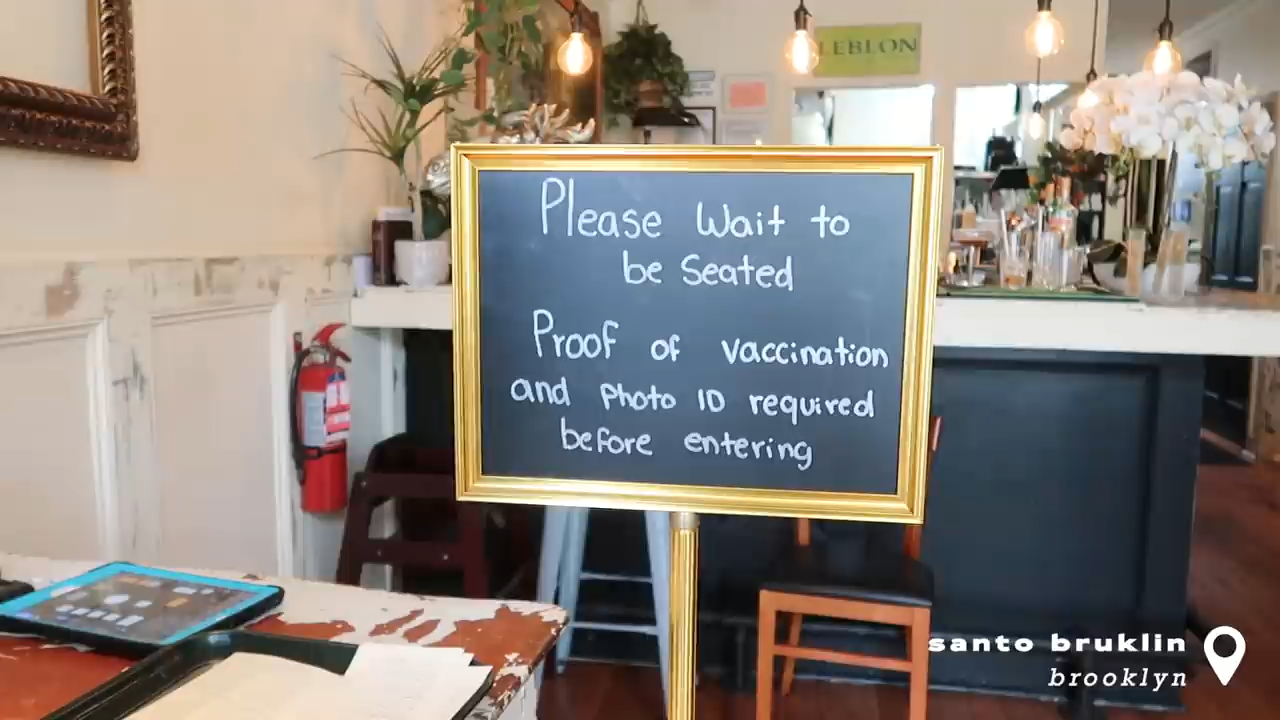 LEBLON
Please Wait to
be Seated
Proof of vaccination
and Photo ID required
before entering
santo bruklin
brooklyn